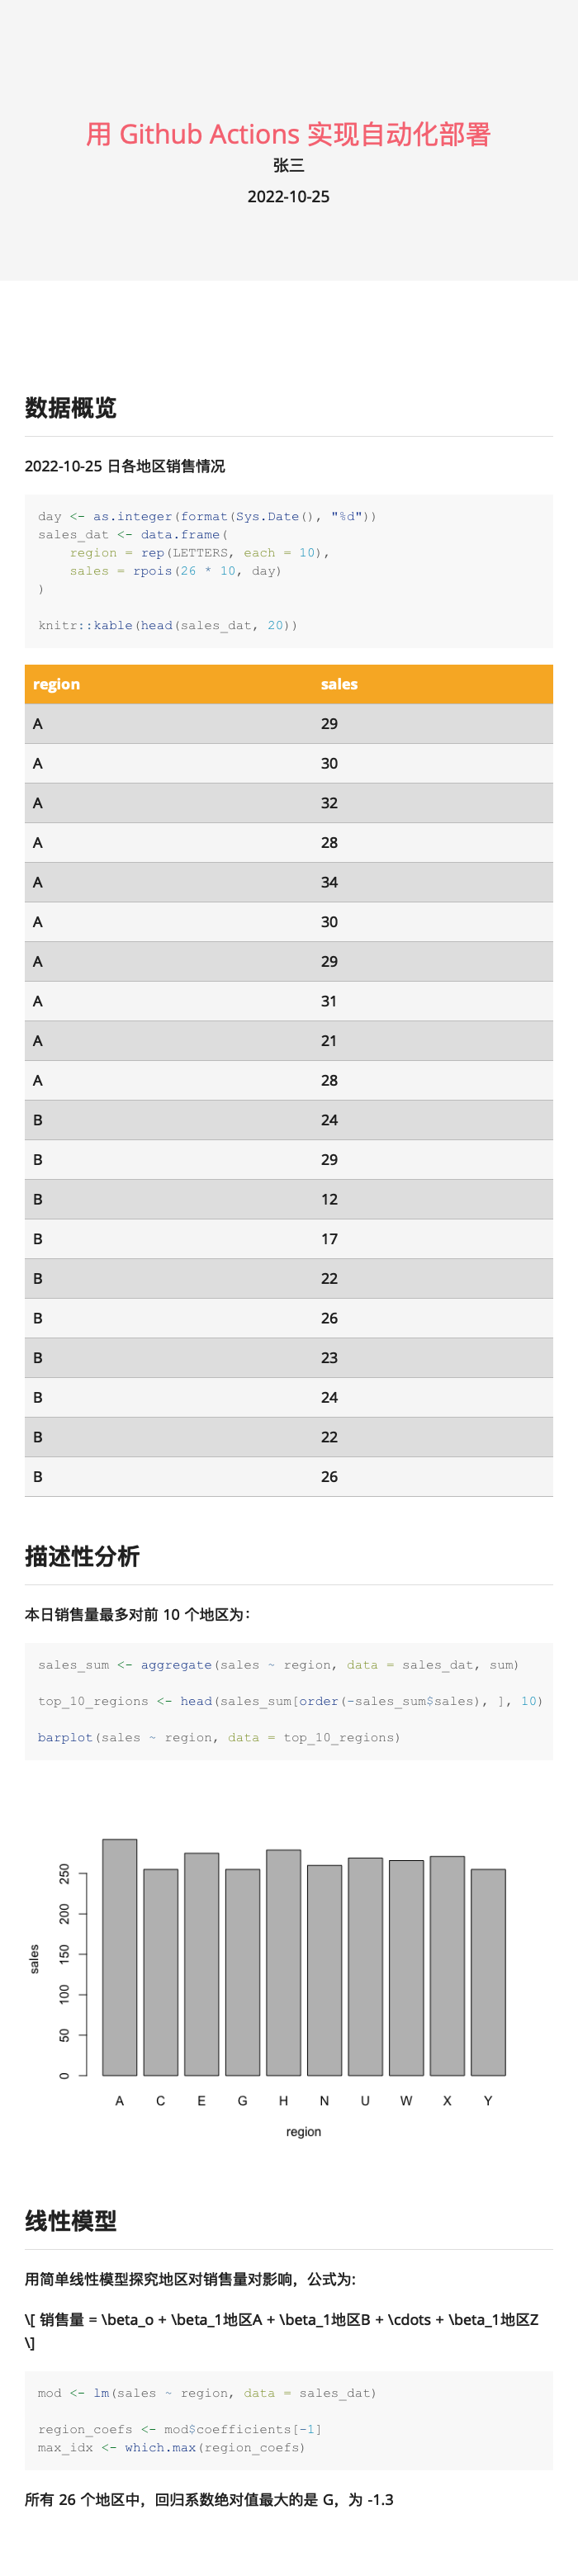 用 Github Actions 实现自动化部署
张三
2022-10-25
数据概览
2022-10-25 日各地区销售情况
day <- as.integer(format(Sys.Date(), "%d"))
sales_dat <- data.frame(
    region = rep(LETTERS, each = 10),
    sales = rpois(26 * 10, day)
)
knitr::kable(head(sales_dat, 20))
region sales
A 29
A 30
A 32
A 28
A 34
A 30
A 29
A 31
A 21
A 28
B 24
B 29
B 12
B 17
B 22
B 26
B 23
B 24
B 22
B 26
描述性分析
本日销售量最多对前 10 个地区为：
sales_sum <- aggregate(sales ~ region, data = sales_dat, sum)
top_10_regions <- head(sales_sum[order(-sales_sum$sales), ], 10)
barplot(sales ~ region, data = top_10_regions)
250
200
150
100
50
0
sales
A C E G H N U W X Y
region
线性模型
用简单线性模型探究地区对销售量对影响，公式为:
\[ 销售量 = \beta_o + \beta_1地区A + \beta_1地区B + \cdots + \beta_1地区Z
\]
mod <- lm(sales ~ region, data = sales_dat)
region_coefs <- mod$coefficients[-1]
max_idx <- which.max(region_coefs)
所有 26 个地区中，回归系数绝对值最大的是 G，为 -1.3